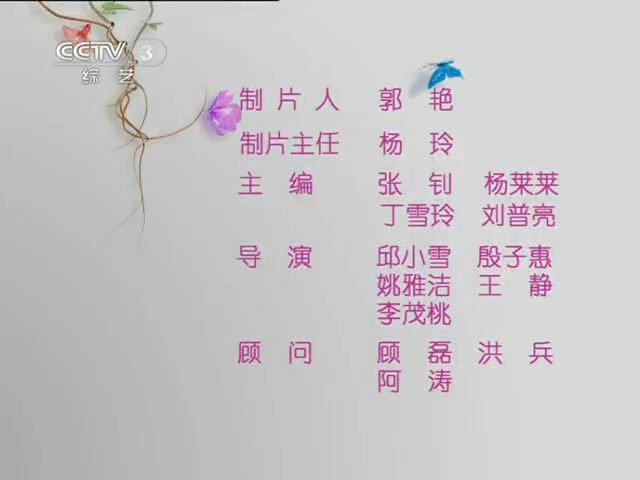 CCTV 3
综艺
制片人 郭艳
制片主任 杨玲
主编 张钊 杨莱莱
丁雪玲 刘普亮
导演 邱小雪 殷子惠
姚雅洁 王静
李茂桃
顾问 顾磊 洪兵
阿涛